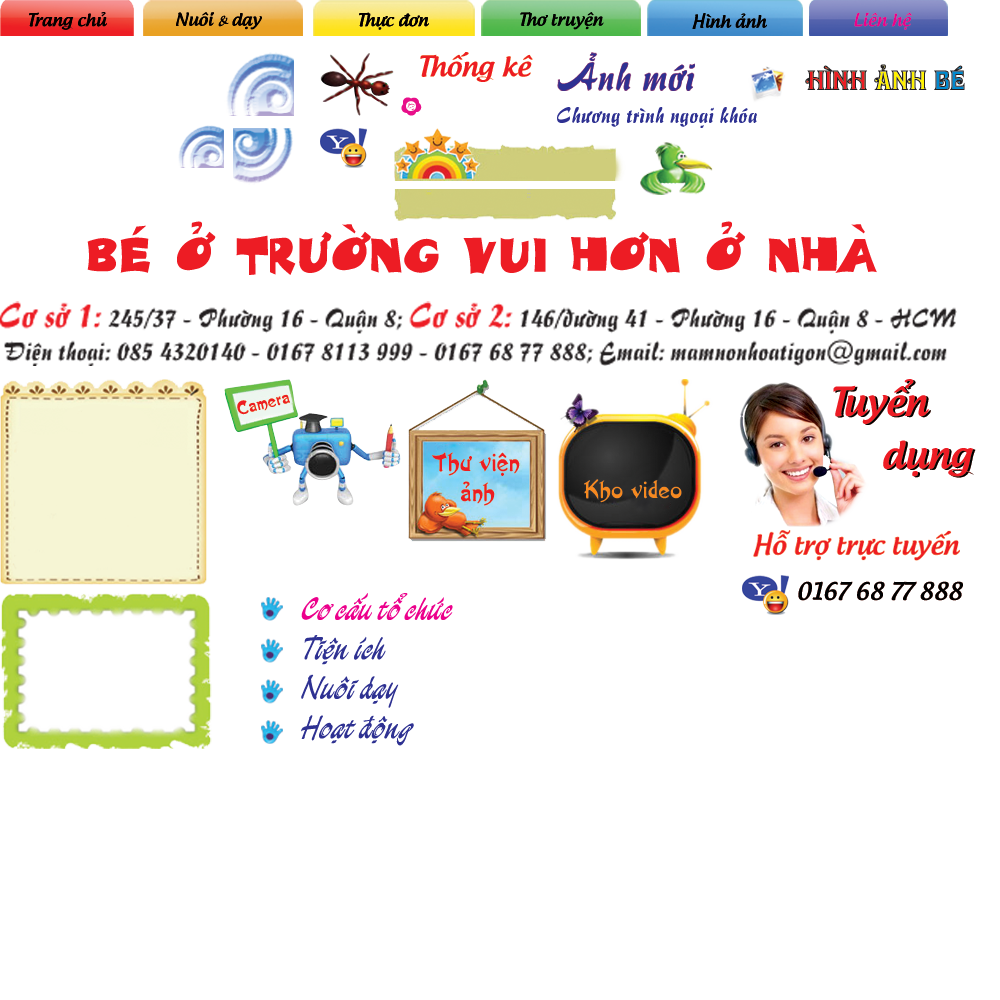 Trang chủ Nuôi & dạy Thực đơn Thơ truyện Hình ảnh Liên hệ
Thống kê
Ảnh mới
HÌNH ẢNH BÉ
Chương trình ngoại khóa
Y!
BÉ Ở TRƯỜNG VUI HƠN Ở NHÀ
Cơ sở 1: 245/37 - Phường 16 - Quận 8; Cơ sở 2: 146/đường 41 - Phường 16 - Quận 8 - HCM
Điện thoại: 085 4320140 - 0167 8113 999 - 0167 68 77 888; Email: mamnonhoatigon@gmail.com
Camera
Thư viện
ảnh
Kho video
Tuyển
dụng
Hỗ trợ trực tuyến
Y! 0167 68 77 888
Cơ cấu tổ chức
Tiện ích
Nuôi dạy
Hoạt động